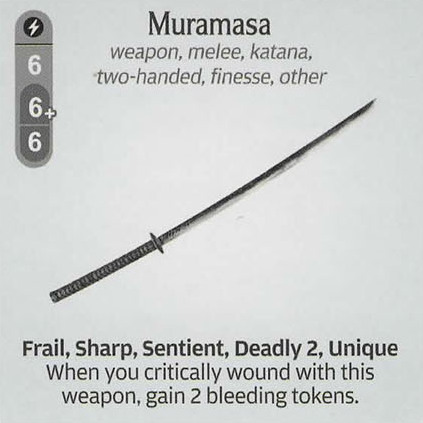 Muramasa
weapon, melee, katana,
two-handed, finesse, other
6
6+
6
Frail, Sharp, Sentient, Deadly 2, Unique
When you critically wound with this
weapon, gain 2 bleeding tokens.